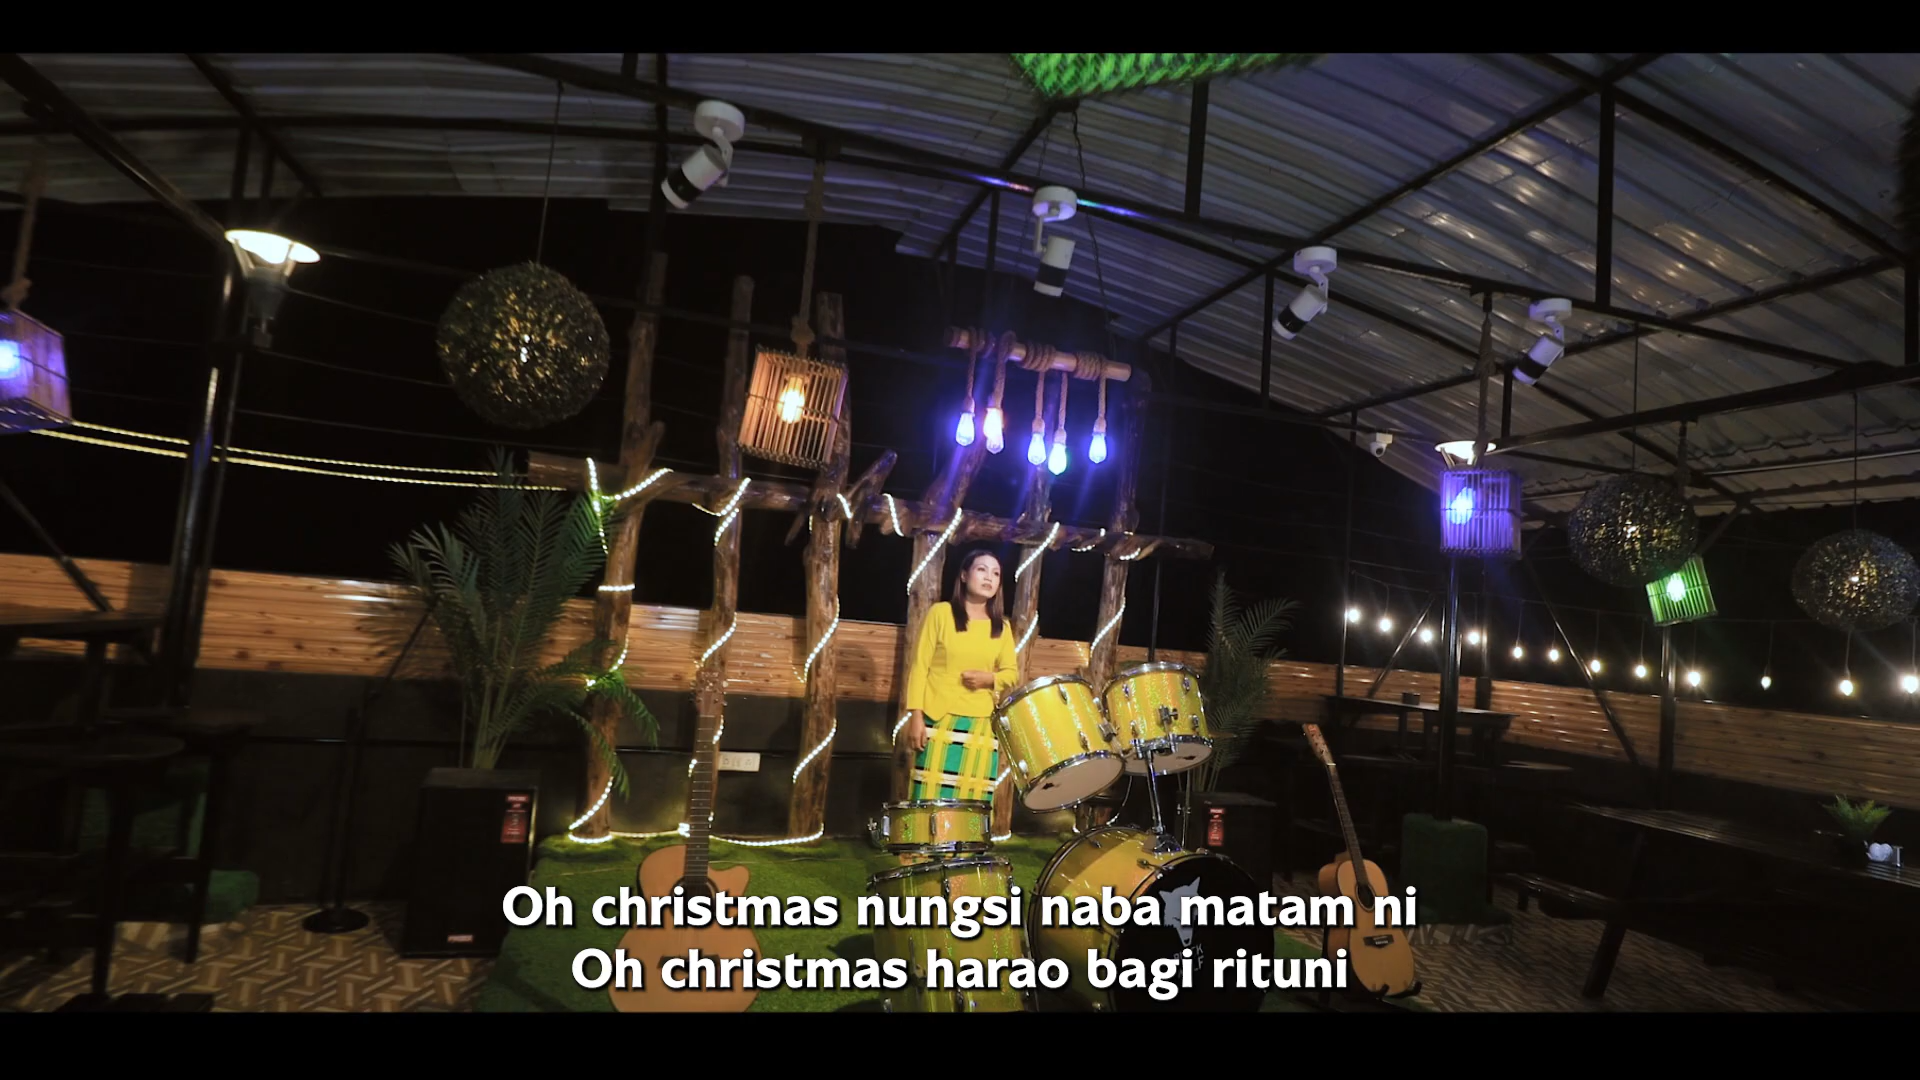 Oh christmas nungsi naba matam ni
Oh christmas harao bagi rituni